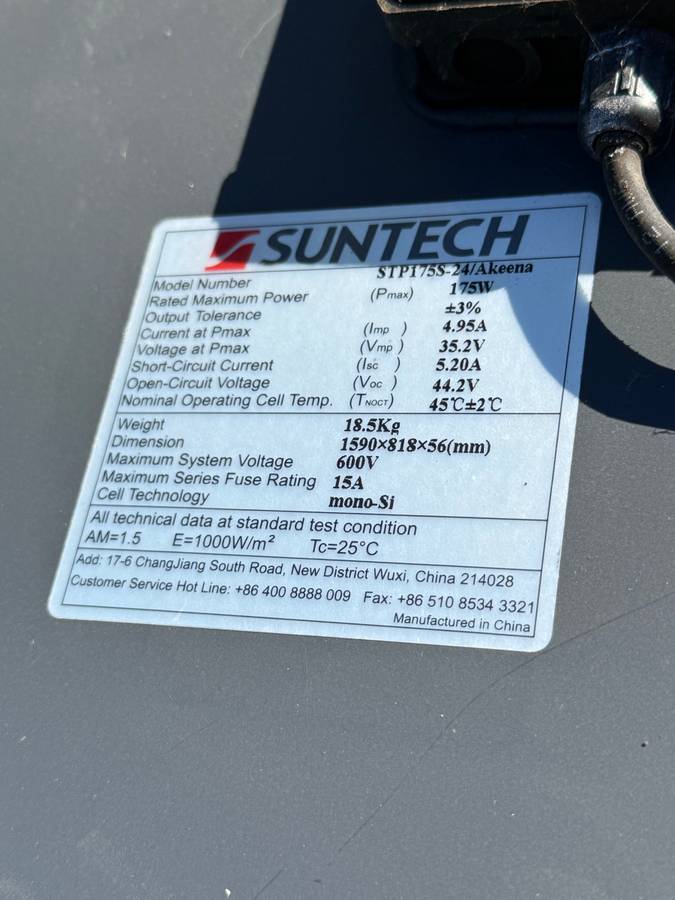 SUNTECH
Model Number STP175S-24/Akeena
Rated Maximum Power (Pmax) 175W
Output Tolerance ±3%
Current at Pmax (Imp) 4.95A
Voltage at Pmax (Vmp) 35.2V
Short-Circuit Current (Isc) 5.20A
Open-Circuit Voltage (Voc) 44.2V
Nominal Operating Cell Temp. (TNOCT) 45℃±2℃
Weight 18.5Kg
Dimension 1590×818×56(mm)
Maximum System Voltage 600V
Maximum Series Fuse Rating 15A
Cell Technology mono-Si
All technical data at standard test condition
AM=1.5 E=1000W/m² Tc=25°C
Add: 17-6 ChangJiang South Road, New District Wuxi, China 214028
Customer Service Hot Line: +86 400 8888 009 Fax: +86 510 8534 3321
Manufactured in China